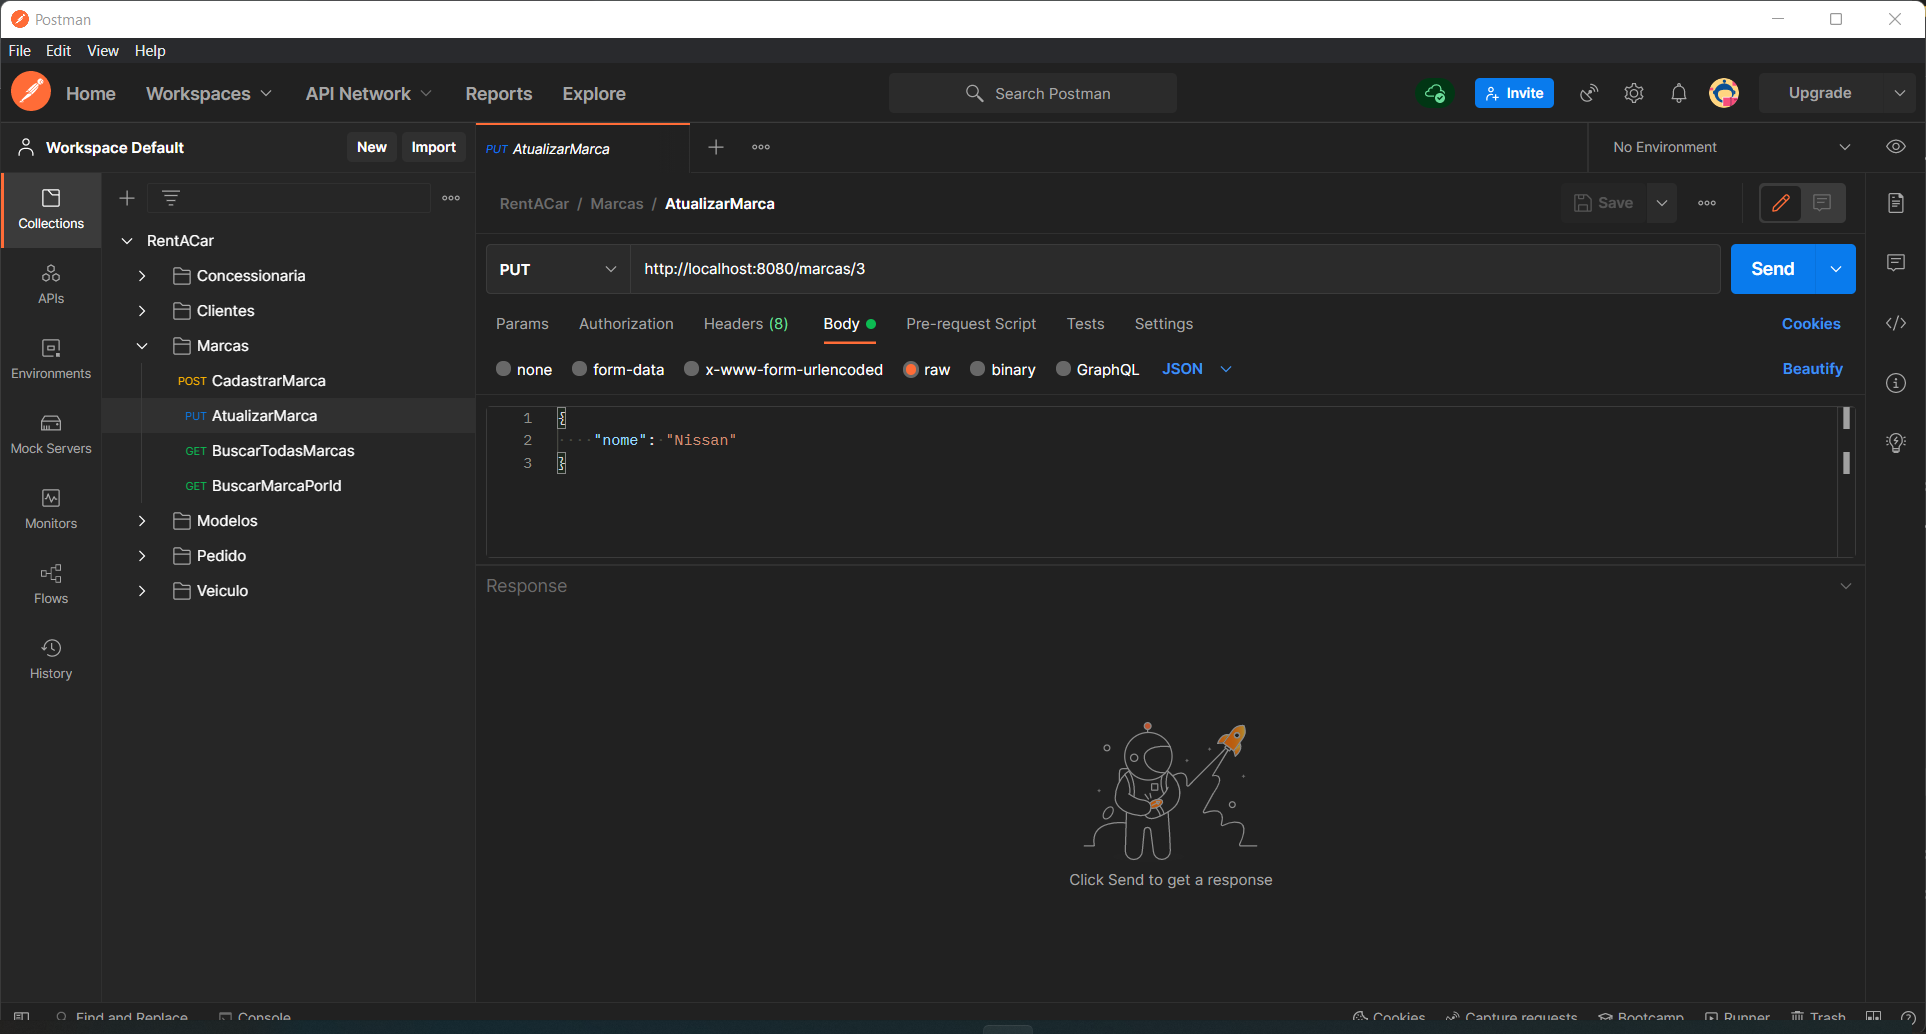 Postman
File Edit View Help
Home Workspaces API Network Reports Explore Search Postman Invite Upgrade
Workspace Default New Import PUT AtualizarMarca No Environment
Collections
APIs
Environments
Mock Servers
Monitors
Flows
History
RentACar
Concessionaria
Clientes
Marcas
POST CadastrarMarca
PUT AtualizarMarca
GET BuscarTodasMarcas
GET BuscarMarcaPorId
Modelos
Pedido
Veiculo
RentACar / Marcas / AtualizarMarca Save
PUT http://localhost:8080/marcas/3 Send
Params Authorization Headers (8) Body Pre-request Script Tests Settings Cookies
none form-data x-www-form-urlencoded raw binary GraphQL JSON Beautify
1 {
2 "nome": "Nissan"
3 }
Response
Click Send to get a response
Find and Replace Console Cookies Capture requests Bootcamp Runner Trash